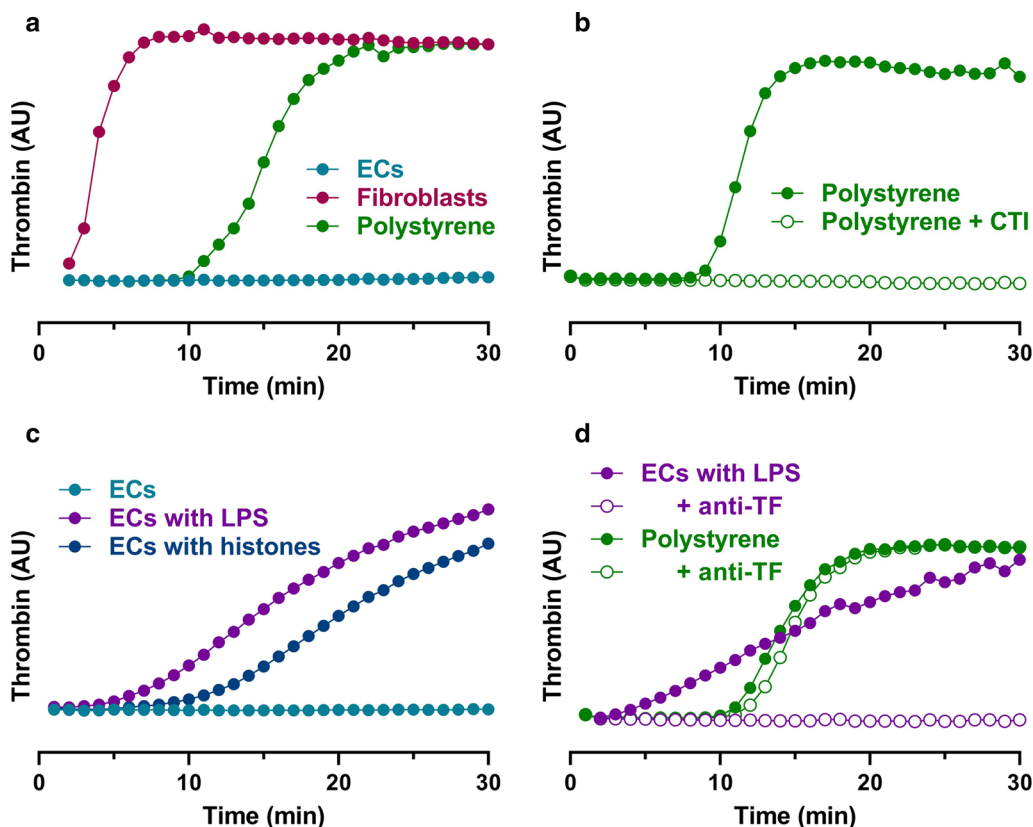 a
Thrombin (AU)
ECs
Fibroblasts
Polystyrene
0 10 20 30
Time (min)
b
Thrombin (AU)
Polystyrene
Polystyrene + CTI
0 10 20 30
Time (min)
c
Thrombin (AU)
ECs
ECs with LPS
ECs with histones
0 10 20 30
Time (min)
d
Thrombin (AU)
ECs with LPS
+ anti-TF
Polystyrene
+ anti-TF
0 10 20 30
Time (min)